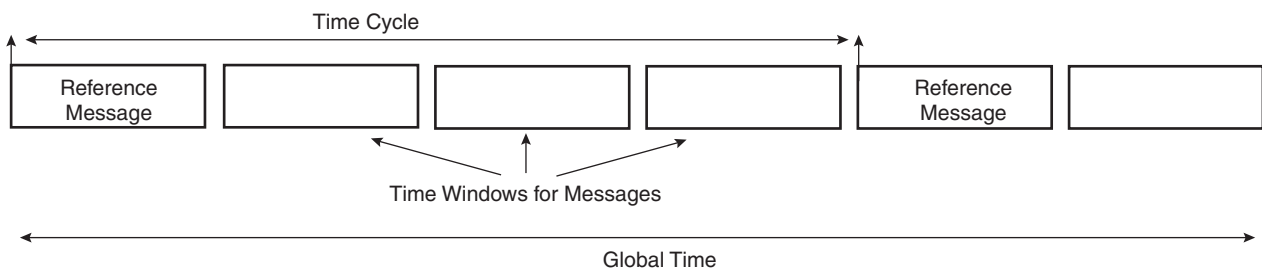 Time Cycle
Reference
Message
Reference
Message
Time Windows for Messages
Global Time